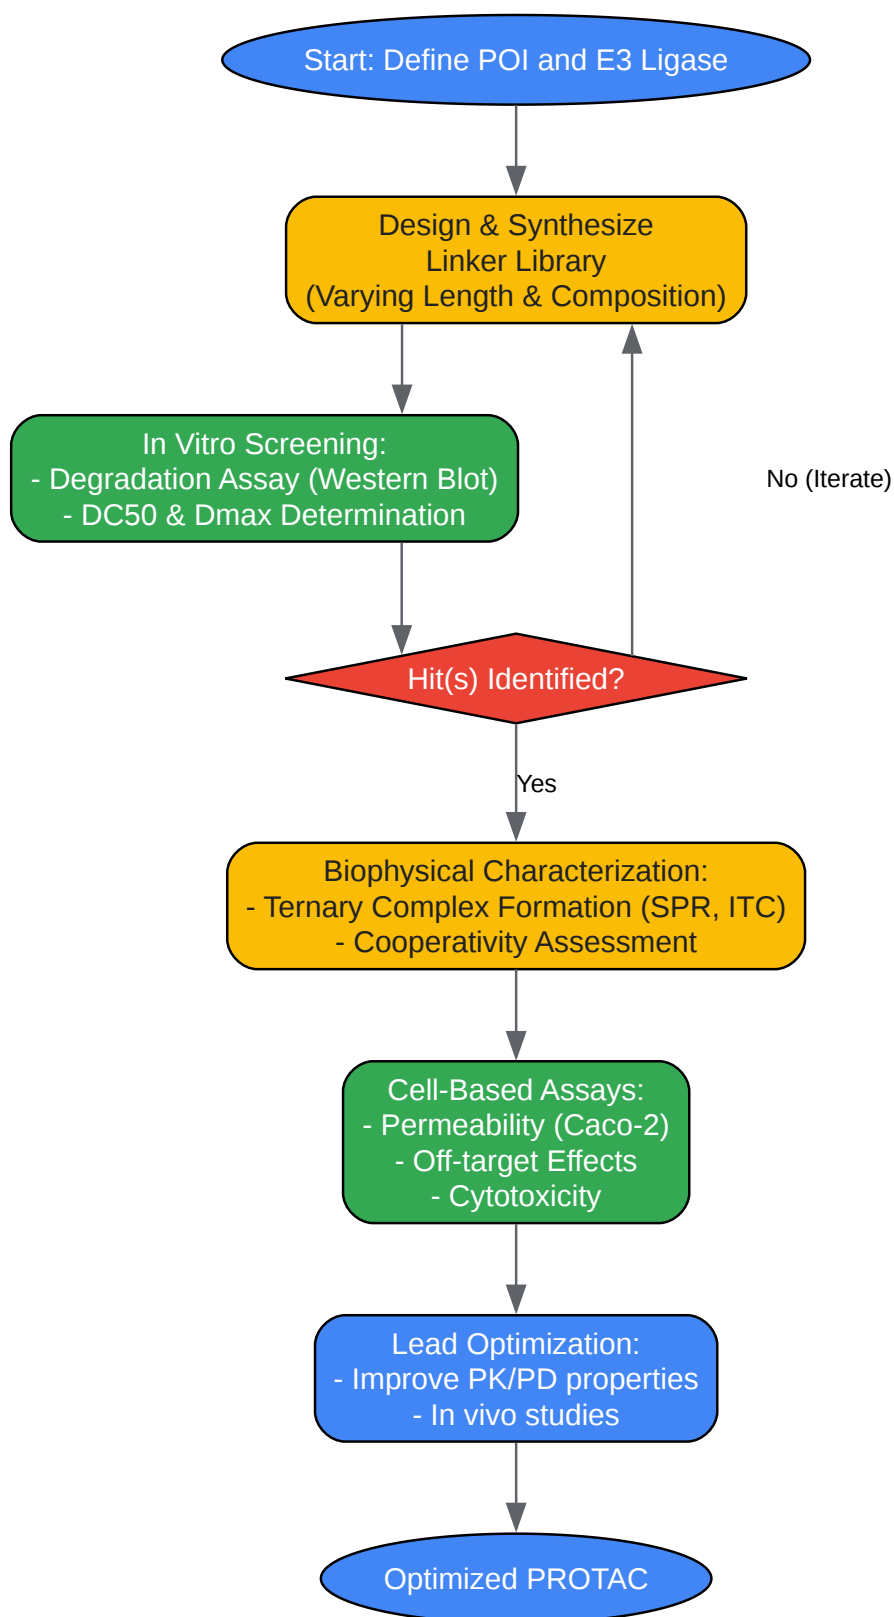 Start: Define POI and E3 Ligase
Design & Synthesize
Linker Library
(Varying Length & Composition)
In Vitro Screening:
- Degradation Assay (Western Blot)
- DC50 & Dmax Determination
No (Iterate)
Hit(s) Identified?
Yes
Biophysical Characterization:
- Ternary Complex Formation (SPR, ITC)
- Cooperativity Assessment
Cell-Based Assays:
- Permeability (Caco-2)
- Off-target Effects
- Cytotoxicity
Lead Optimization:
- Improve PK/PD properties
- In vivo studies
Optimized PROTAC